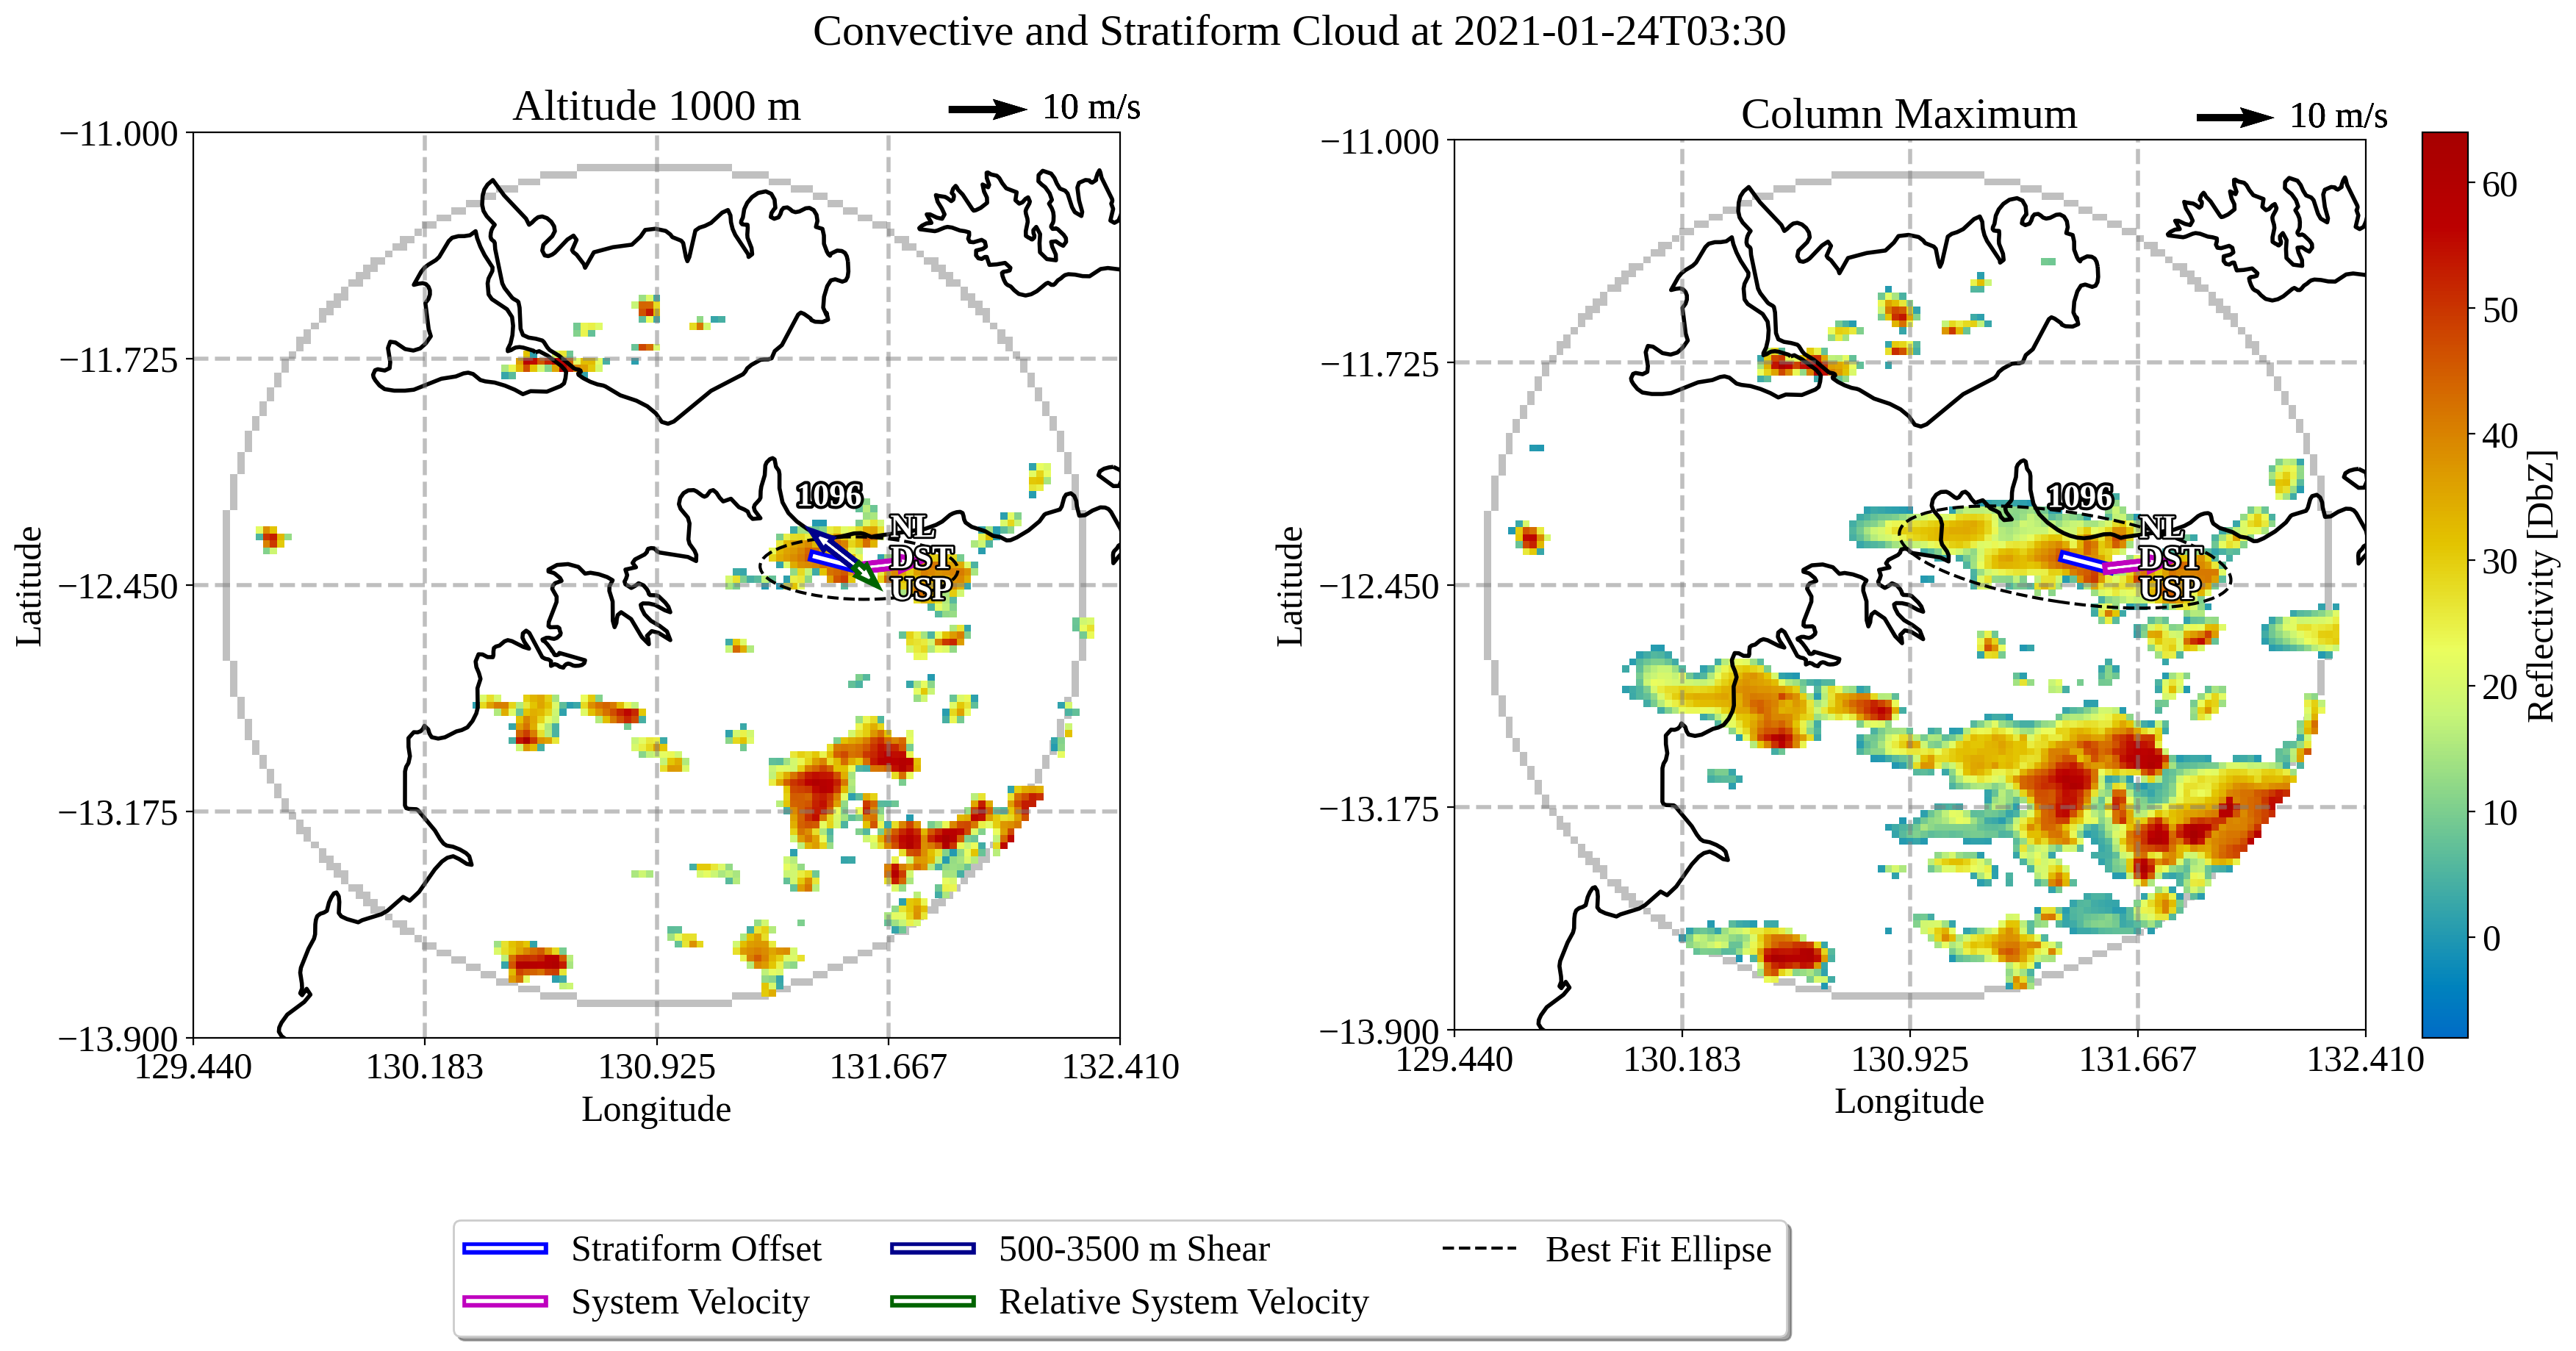 Convective and Stratiform Cloud at 2021-01-24T03:30
Altitude 1000 m
10 m/s
−11.000
−11.725
−12.450
−13.175
−13.900
Latitude
1096
NL
DST
USP
129.440
130.183
130.925
131.667
132.410
Longitude
Column Maximum
10 m/s
−11.000
−11.725
−12.450
−13.175
−13.900
Latitude
1096
NL
DST
USP
129.440
130.183
130.925
131.667
132.410
Longitude
60
50
40
30
20
10
0
Reflectivity [DbZ]
Stratiform Offset
System Velocity
500-3500 m Shear
Relative System Velocity
Best Fit Ellipse